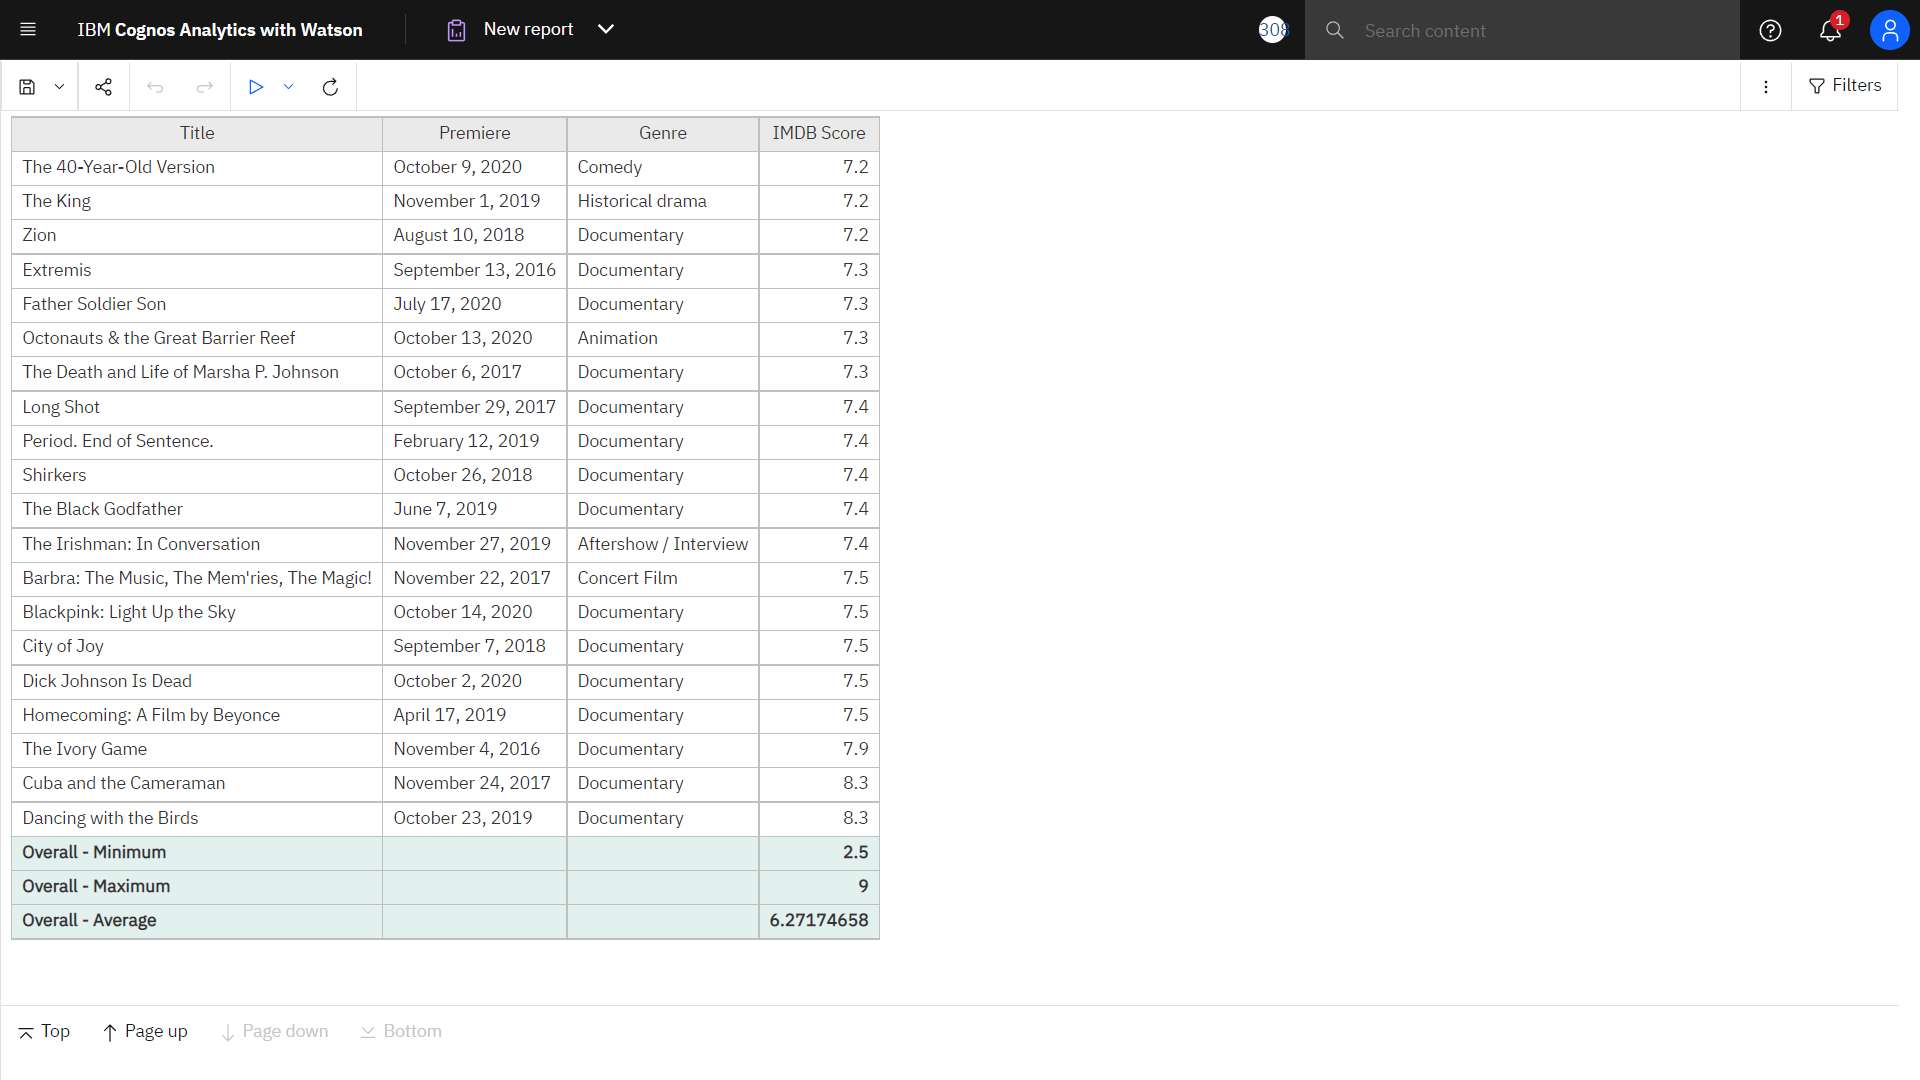 IBM Cognos Analytics with Watson
New report
308
Search content
1
Filters
Title Premiere Genre IMDB Score
The 40-Year-Old Version October 9, 2020 Comedy 7.2
The King November 1, 2019 Historical drama 7.2
Zion August 10, 2018 Documentary 7.2
Extremis September 13, 2016 Documentary 7.3
Father Soldier Son July 17, 2020 Documentary 7.3
Octonauts & the Great Barrier Reef October 13, 2020 Animation 7.3
The Death and Life of Marsha P. Johnson October 6, 2017 Documentary 7.3
Long Shot September 29, 2017 Documentary 7.4
Period. End of Sentence. February 12, 2019 Documentary 7.4
Shirkers October 26, 2018 Documentary 7.4
The Black Godfather June 7, 2019 Documentary 7.4
The Irishman: In Conversation November 27, 2019 Aftershow / Interview 7.4
Barbra: The Music, The Mem'ries, The Magic! November 22, 2017 Concert Film 7.5
Blackpink: Light Up the Sky October 14, 2020 Documentary 7.5
City of Joy September 7, 2018 Documentary 7.5
Dick Johnson Is Dead October 2, 2020 Documentary 7.5
Homecoming: A Film by Beyonce April 17, 2019 Documentary 7.5
The Ivory Game November 4, 2016 Documentary 7.9
Cuba and the Cameraman November 24, 2017 Documentary 8.3
Dancing with the Birds October 23, 2019 Documentary 8.3
Overall - Minimum 2.5
Overall - Maximum 9
Overall - Average 6.27174658
Top Page up Page down Bottom